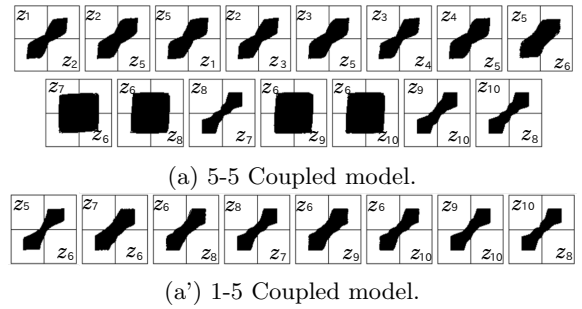 z1 z2 z5 z2 z3 z3 z4 z5
z2 z5 z1 z3 z5 z4 z5 z6
z7 z6 z8 z6 z6 z9 z10
z6 z8 z7 z9 z10 z10 z8
(a) 5-5 Coupled model.
z5 z7 z6 z8 z6 z6 z9 z10
z6 z6 z8 z7 z9 z10 z10 z8
(a') 1-5 Coupled model.